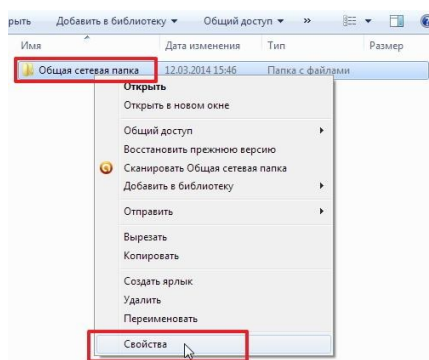 рыть Добавить в библиотеку Общий доступ »
Имя Дата изменения Тип Размер
Общая сетевая папка 12.03.2014 15:46 Папка с файлами
Открыть
Открыть в новом окне
Общий доступ
Восстановить прежнюю версию
Сканировать Общая сетевая папка
Добавить в библиотеку
Отправить
Вырезать
Копировать
Создать ярлык
Удалить
Переименовать
Свойства